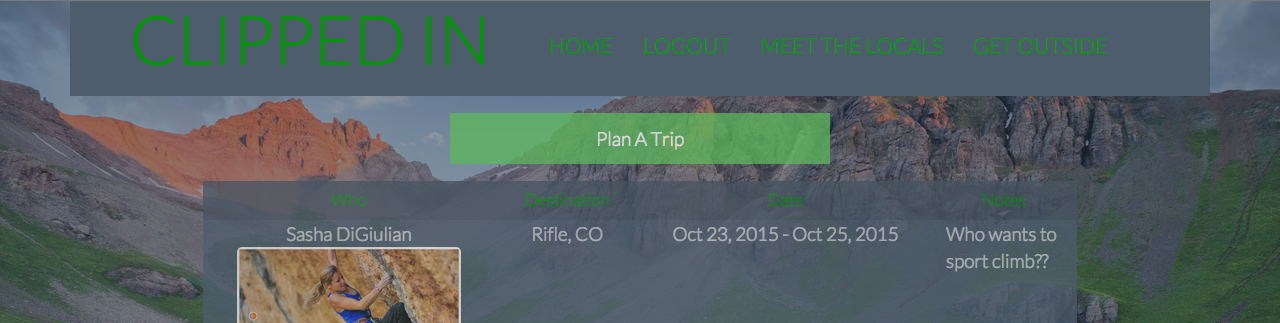 CLIPPED IN
HOME LOGOUT MEET THE LOCALS GET OUTSIDE
Plan A Trip
Who Destination Date Notes
Sasha DiGiulian Rifle, CO Oct 23, 2015 - Oct 25, 2015 Who wants to
sport climb??